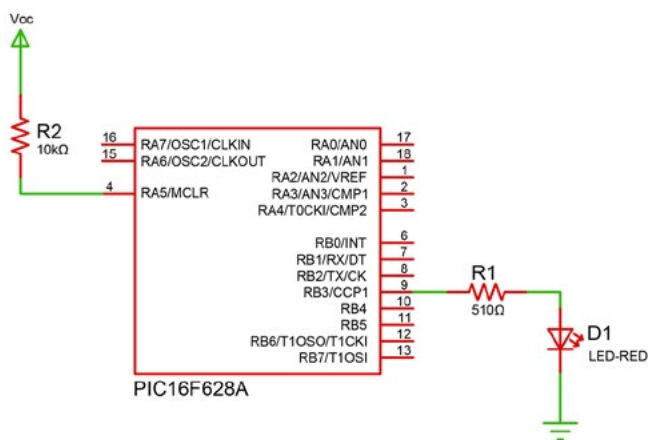 Vcc
R2
10kΩ
16 RA7/OSC1/CLKIN
15 RA6/OSC2/CLKOUT
4 RA5/MCLR
RA0/AN0 17
RA1/AN1 18
RA2/AN2/VREF 1
RA3/AN3/CMP1 2
RA4/T0CKI/CMP2 3
RB0/INT 6
RB1/RX/DT 7
RB2/TX/CK 8
RB3/CCP1 9
RB4 10
RB5 11
RB6/T1OSO/T1CKI 12
RB7/T1OSI 13
PIC16F628A
R1
510Ω
D1
LED-RED